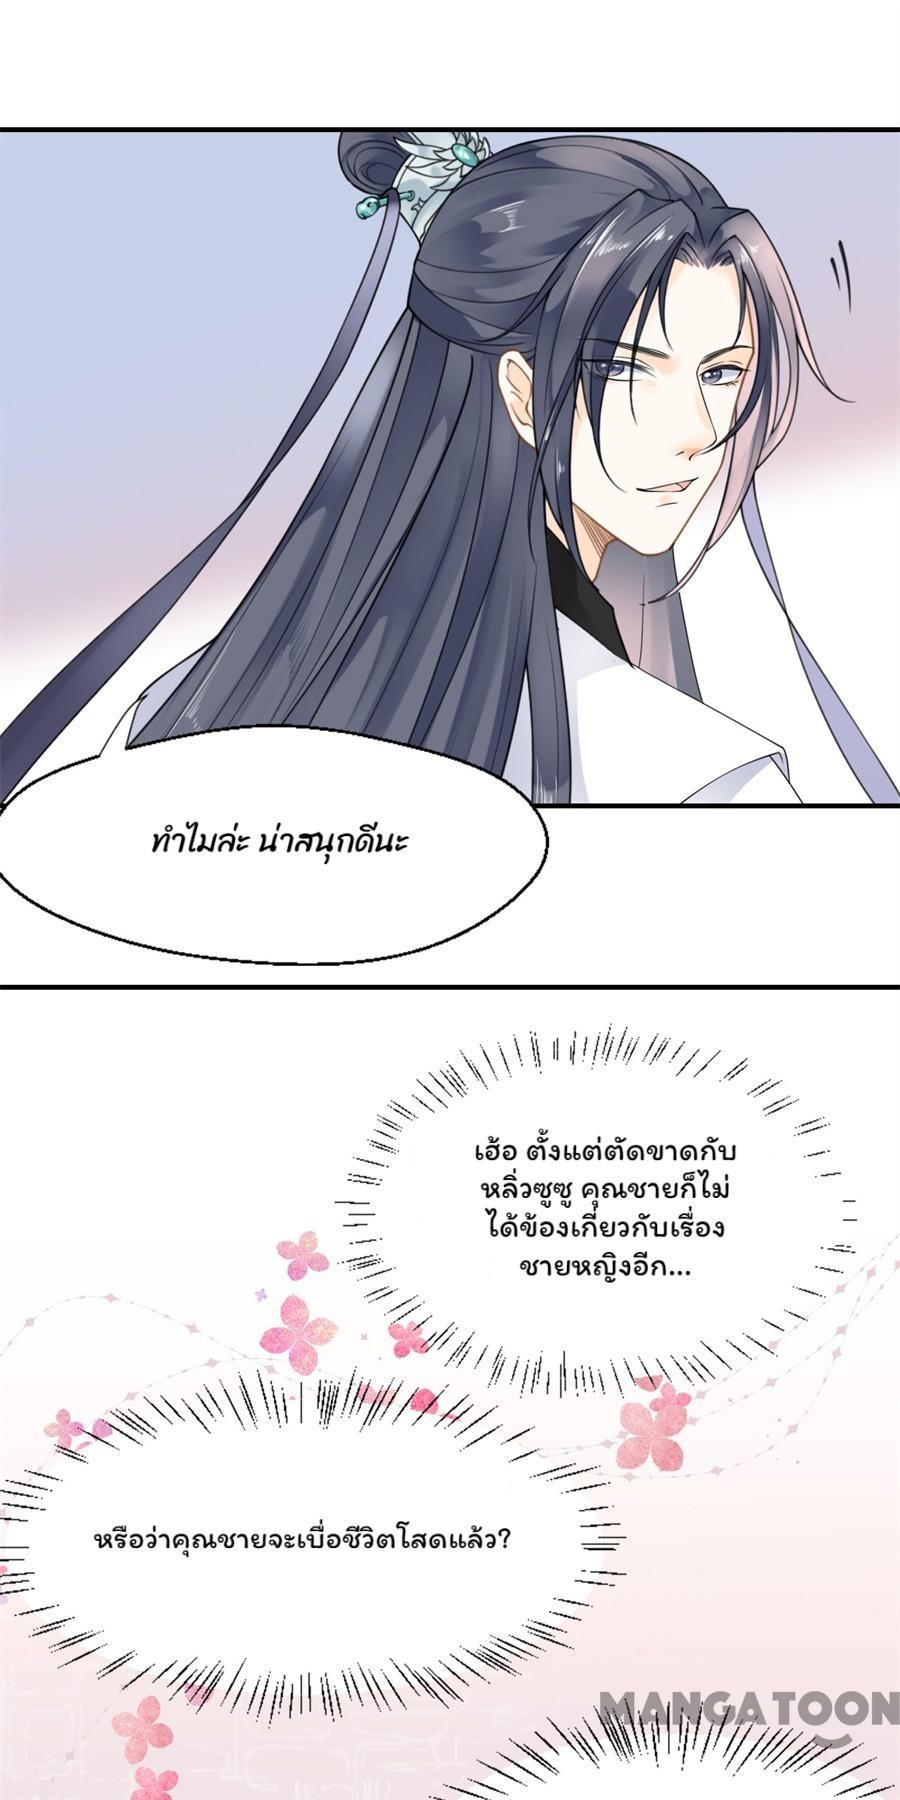 ทำไมล่ะ น่าสนุกดีนะ
เฮ้อ ตั้งแต่ตัดขาดกับ
หลิ่วซูซู คุณชายก็ไม่
ได้ข้องเกี่ยวกับเรื่อง
ชายหญิงอีก...
หรือว่าคุณชายจะเบื่อชีวิตโสดแล้ว?
MANGATOON